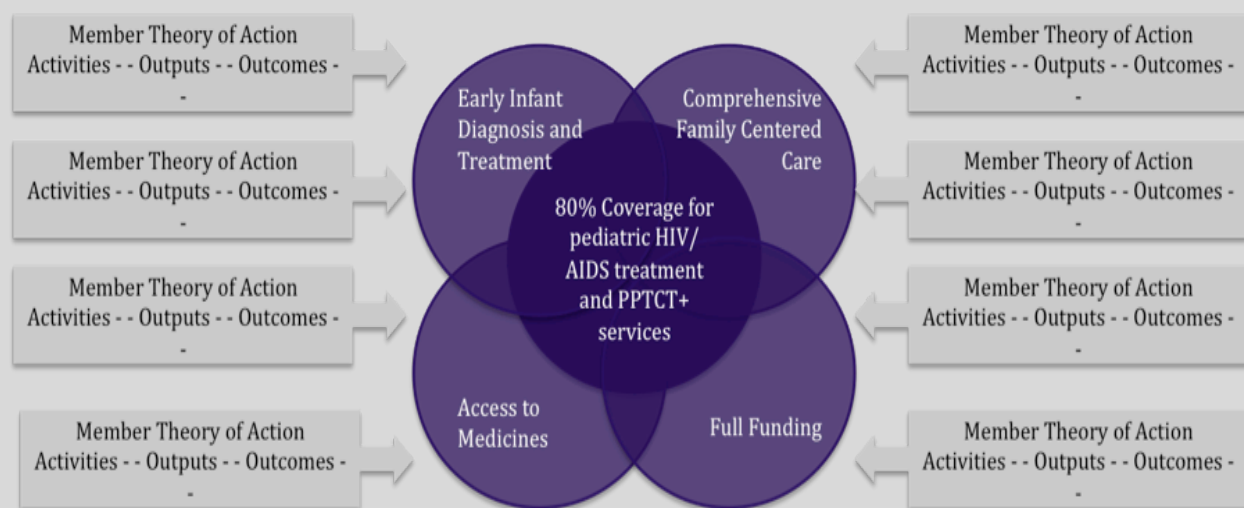 Member Theory of Action
Activities - - Outputs - - Outcomes -
-
Member Theory of Action
Activities - - Outputs - - Outcomes -
-
Member Theory of Action
Activities - - Outputs - - Outcomes -
-
Member Theory of Action
Activities - - Outputs - - Outcomes -
-
Early Infant
Diagnosis and
Treatment
Comprehensive
Family Centered
Care
80% Coverage for
pediatric HIV/
AIDS treatment
and PPTCT+
services
Access to
Medicines
Full Funding
Member Theory of Action
Activities - - Outputs - - Outcomes -
-
Member Theory of Action
Activities - - Outputs - - Outcomes -
-
Member Theory of Action
Activities - - Outputs - - Outcomes -
-
Member Theory of Action
Activities - - Outputs - - Outcomes -
-